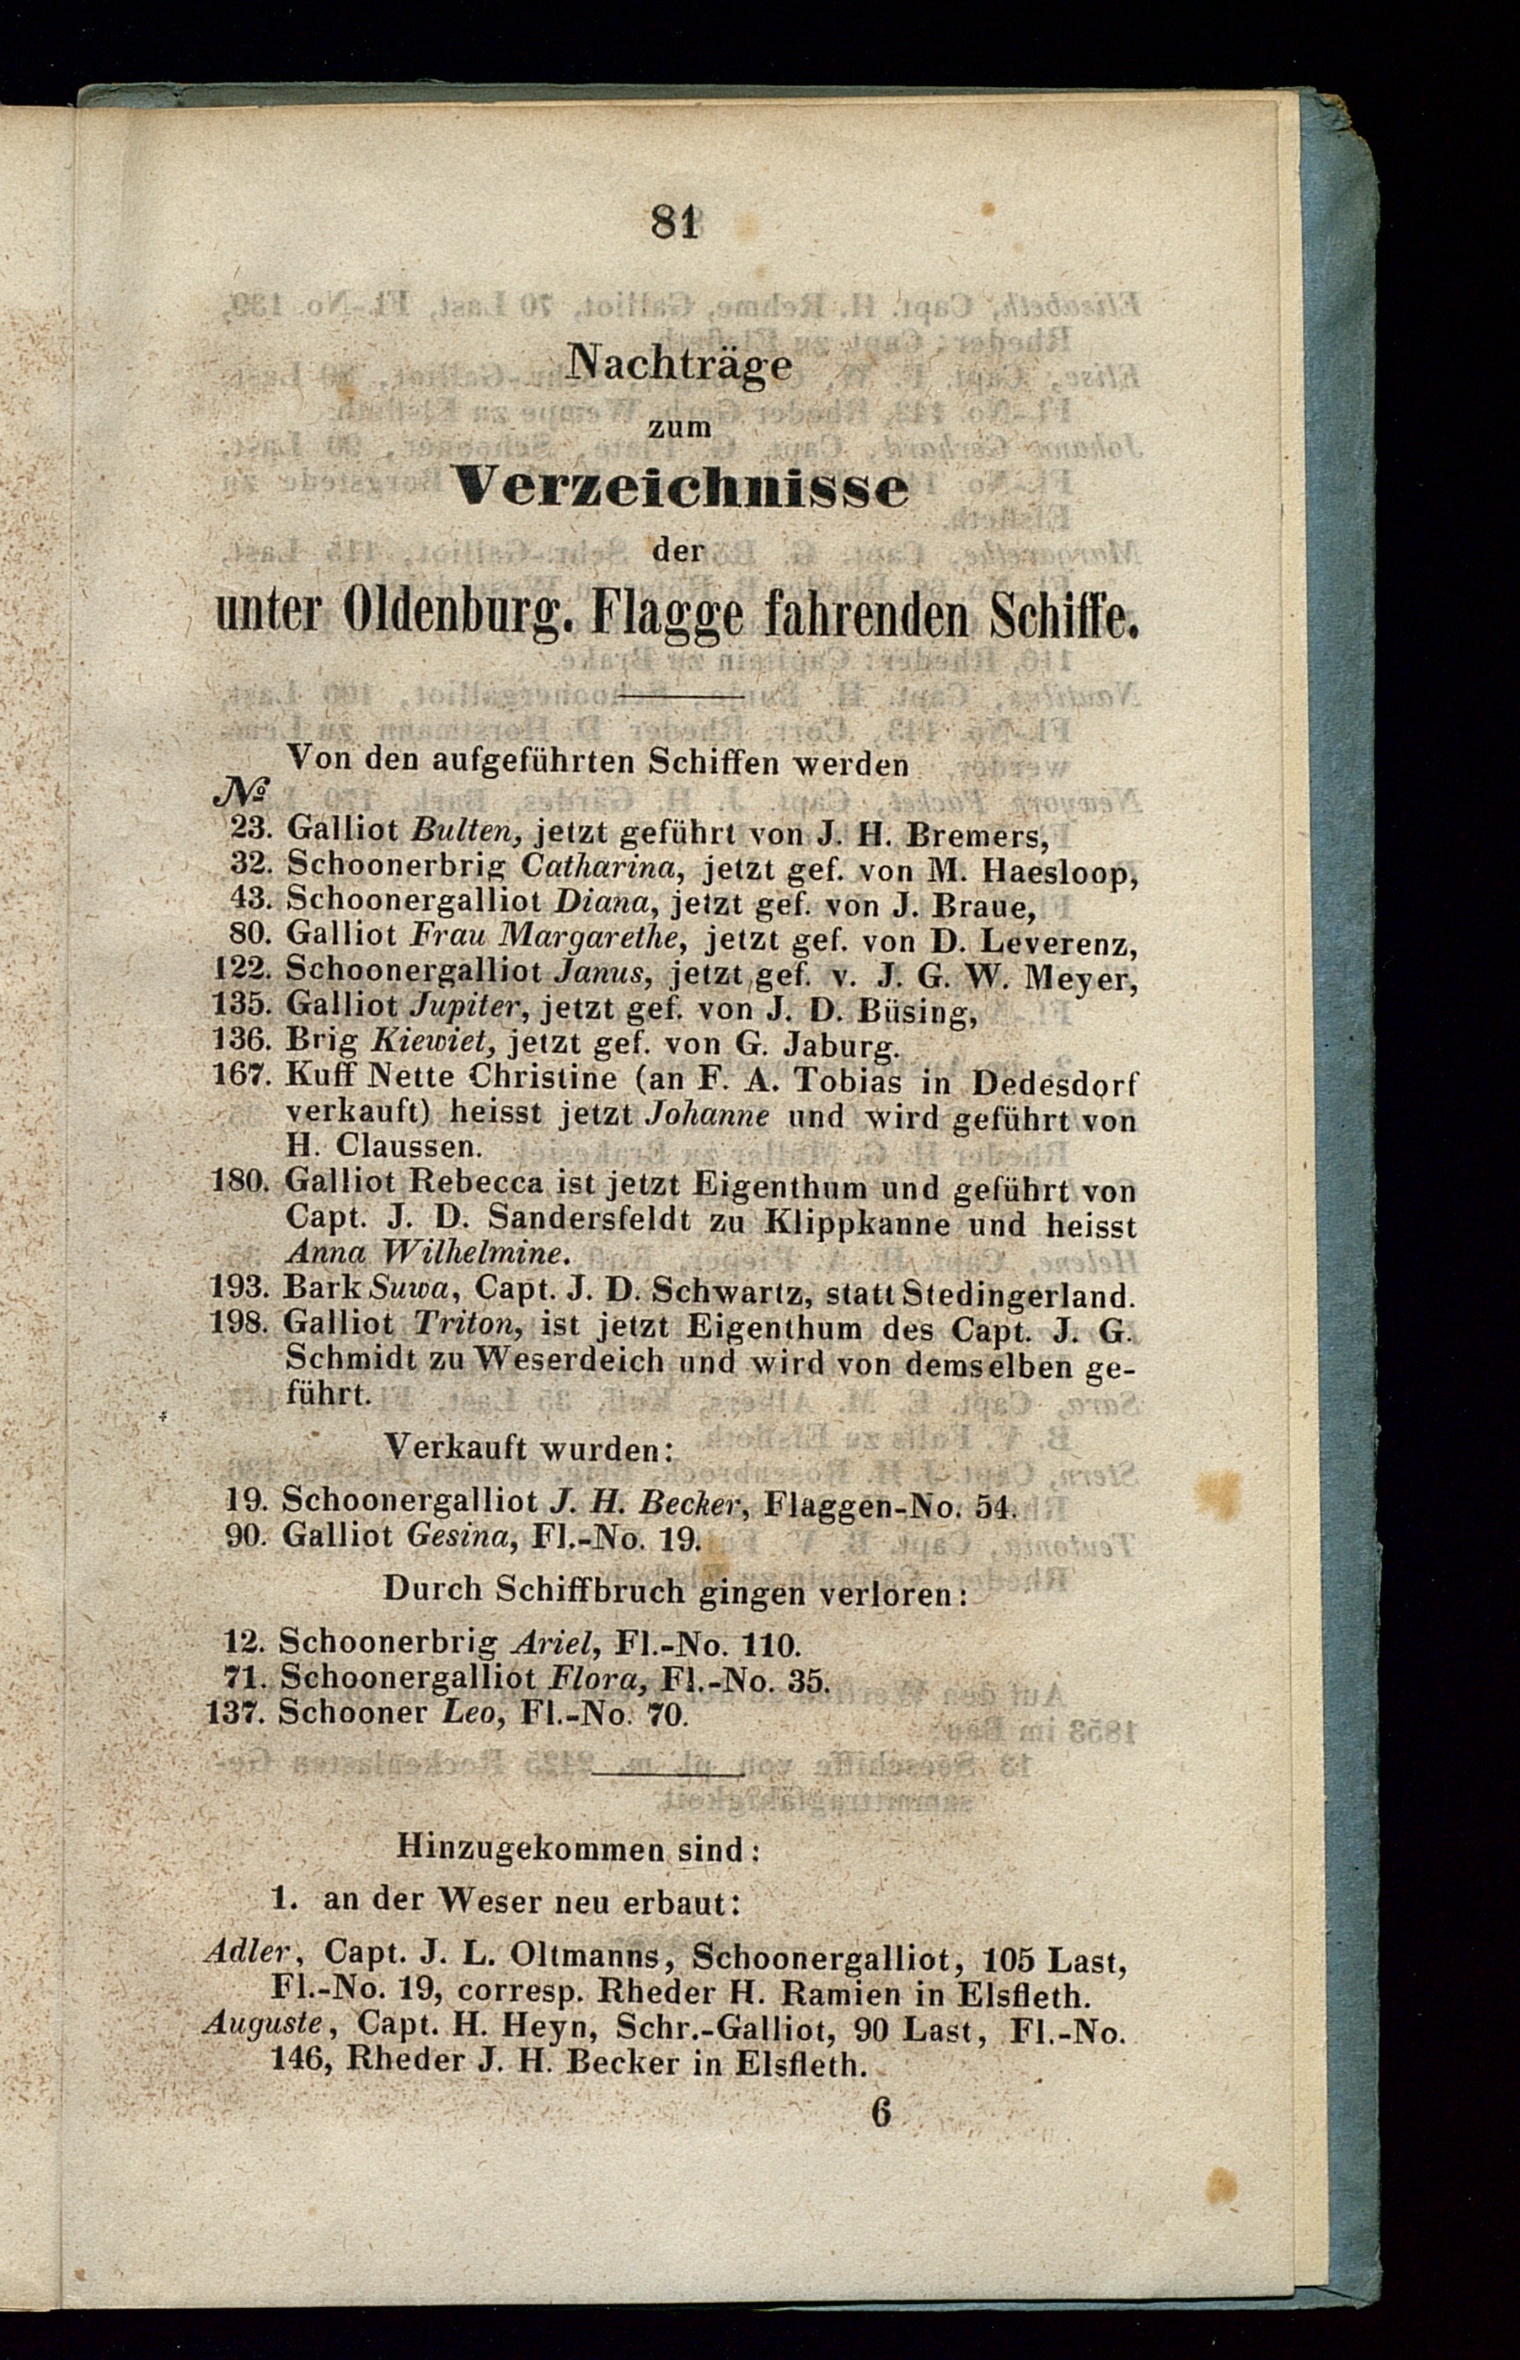 81
Nachträge
zum
Verzeichnisse
der
unter Oldenburg. Flagge fahrenden Schiffe.
Von den aufgeführten Schiffen werden
№
23. Galliot Bulten, jetzt geführt von J. H. Bremers,
32. Schoonerbrig Catharina, jetzt gef. von M. Haesloop,
43. Schoonergalliot Diana, jetzt gef. von J. Braue,
80. Galliot Frau Margarethe, jetzt gef. von D. Leverenz,
122. Schoonergalliot Janus, jetzt gef. v. J. G. W. Meyer,
135. Galliot Jupiter, jetzt gef. von J. D. Büsing,
136. Brig Kiewiet, jetzt gef. von G. Jaburg.
167. Kuff Nette Christine (an F. A. Tobias in Dedesdorf
verkauft) heisst jetzt Johanne und wird geführt von
H. Claussen.
180. Galliot Rebecca ist jetzt Eigenthum und geführt von
Capt. J. D. Sandersfeldt zu Klippkanne und heisst
Anna Wilhelmine.
193. Bark Suwa, Capt. J. D. Schwartz, statt Stedingerland.
198. Galliot Triton, ist jetzt Eigenthum des Capt. J. G.
Schmidt zu Weserdeich und wird von demselben ge-
führt.
Verkauft wurden:
19. Schoonergalliot J. H. Becker, Flaggen-No. 54.
90. Galliot Gesina, Fl.-No. 19.
Durch Schiffbruch gingen verloren:
12. Schoonerbrig Ariel, Fl.-No. 110.
71. Schoonergalliot Flora, Fl.-No. 35.
137. Schooner Leo, Fl.-No. 70.
Hinzugekommen sind:
1. an der Weser neu erbaut:
Adler, Capt. J. L. Oltmanns, Schoonergalliot, 105 Last,
Fl.-No. 19, corresp. Rheder H. Ramien in Elsfleth.
Auguste, Capt. H. Heyn, Schr.-Galliot, 90 Last, Fl.-No.
146, Rheder J. H. Becker in Elsfleth.
6